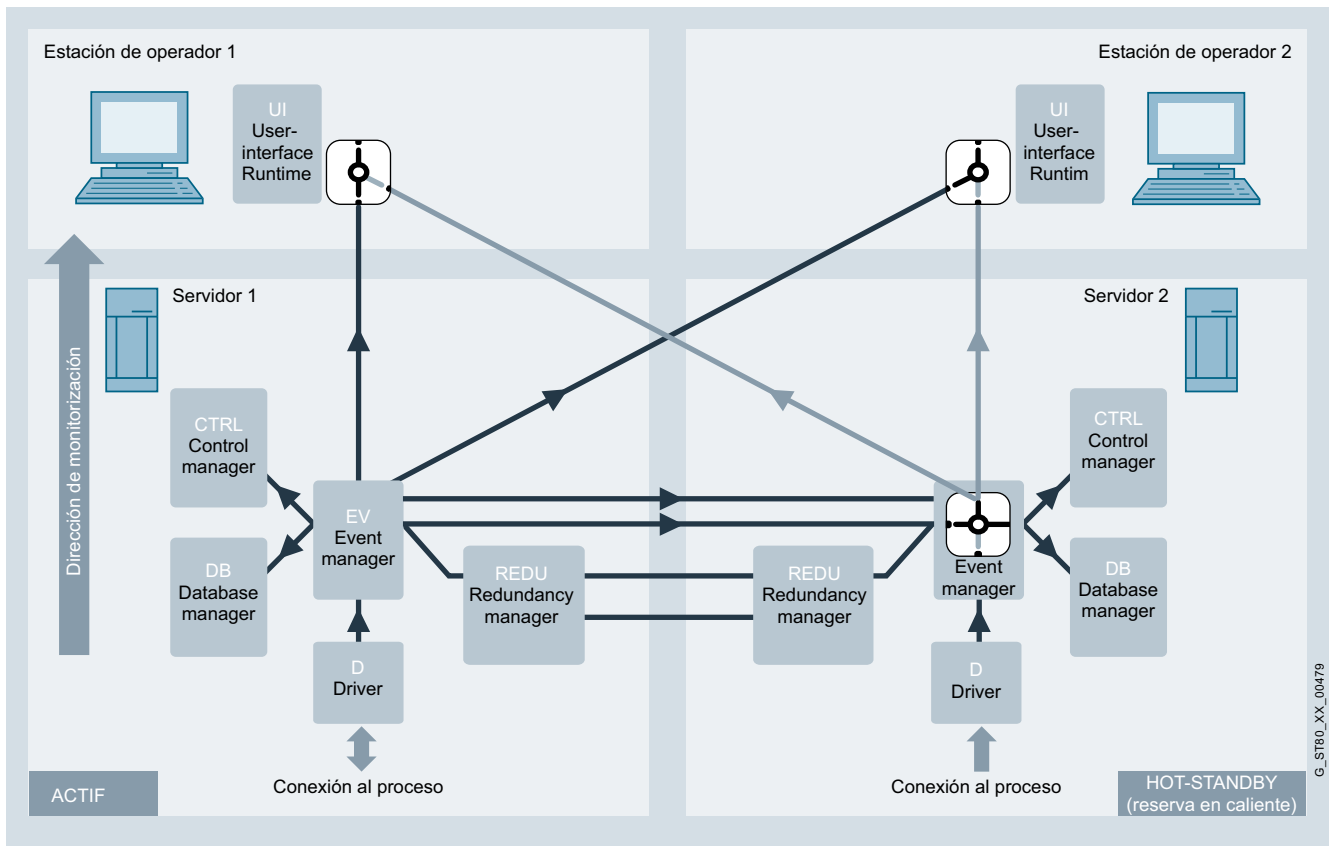 Estación de operador 1
UI
User-
interface
Runtime
Estación de operador 2
UI
User-
interface
Runtim
Dirección de monitorización
Servidor 1
CTRL
Control
manager
DB
Database
manager
EV
Event
manager
REDU
Redundancy
manager
D
Driver
Conexión al proceso
ACTIF
Servidor 2
CTRL
Control
manager
DB
Database
manager
Event
manager
REDU
Redundancy
manager
D
Driver
Conexión al proceso
HOT-STANDBY
(reserva en caliente)
G_ST80_XX_00479